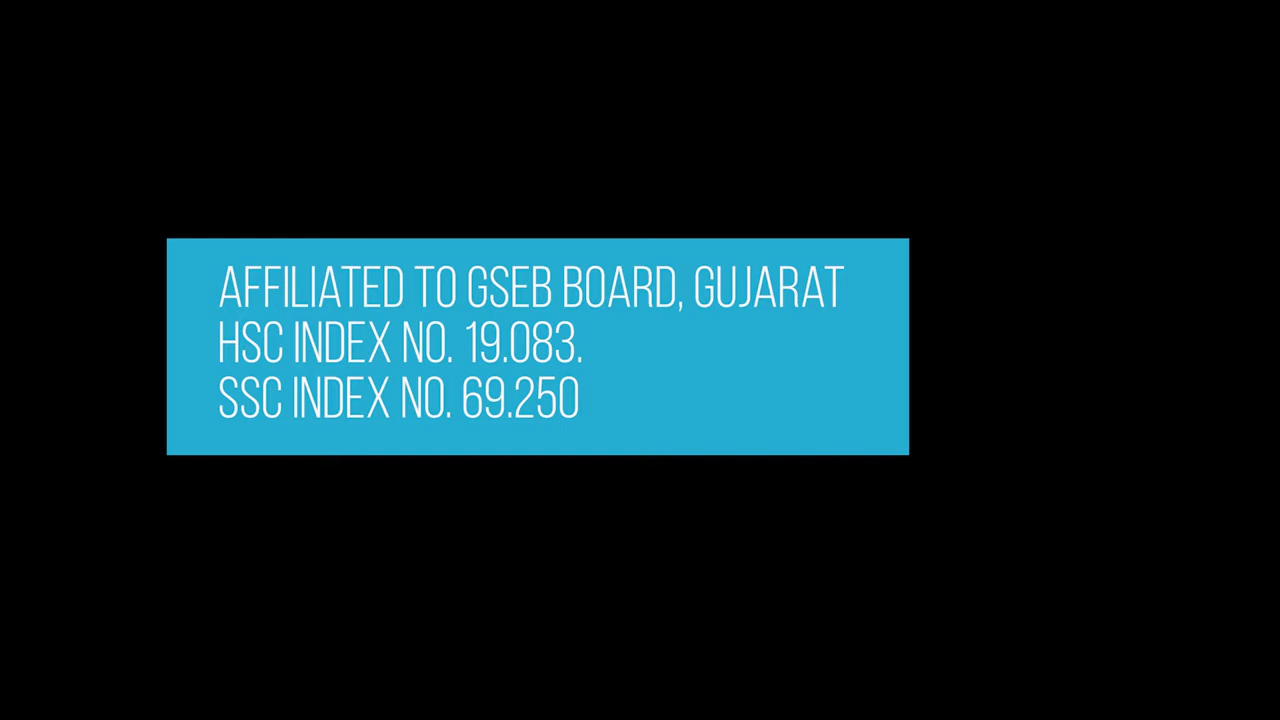 AFFILIATED TO GSEB BOARD, GUJARAT
HSC INDEX NO. 19.083.
SSC INDEX NO. 69.250